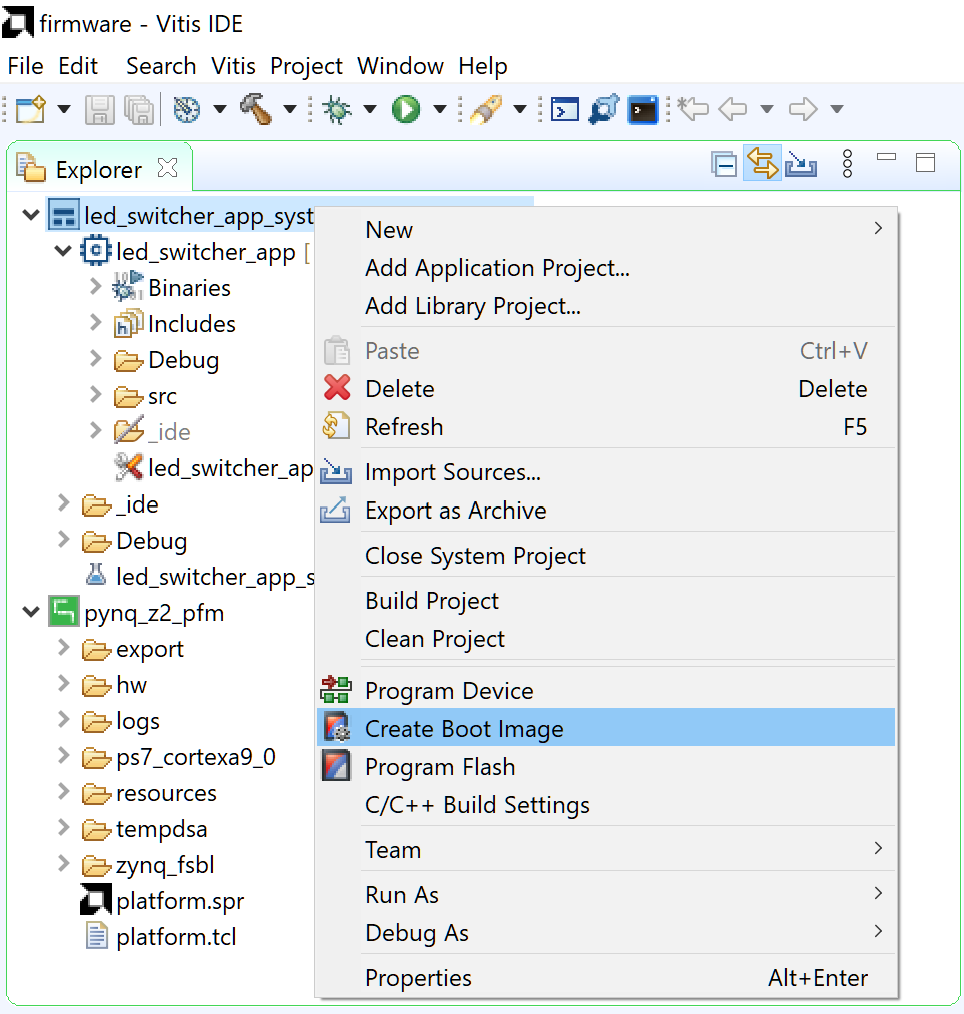 firmware - Vitis IDE
File Edit Search Vitis Project Window Help
Explorer
led_switcher_app_syst
led_switcher_app [
Binaries
Includes
Debug
src
_ide
led_switcher_ap
_ide
Debug
led_switcher_app_s
pynq_z2_pfm
export
hw
logs
ps7_cortexa9_0
resources
tempdsa
zynq_fsbl
platform.spr
platform.tcl
New
Add Application Project...
Add Library Project...
Paste Ctrl+V
Delete Delete
Refresh F5
Import Sources...
Export as Archive
Close System Project
Build Project
Clean Project
Program Device
Create Boot Image
Program Flash
C/C++ Build Settings
Team
Run As
Debug As
Properties Alt+Enter